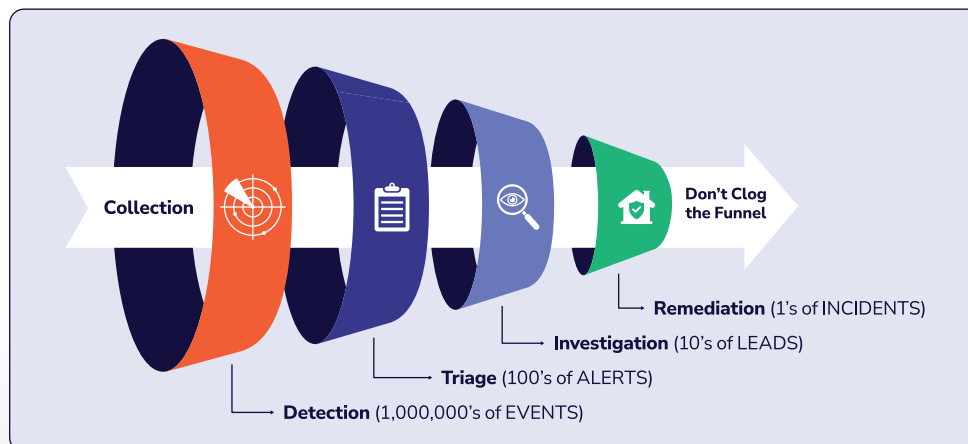 Collection
Don't Clog
the Funnel
Remediation (1's of INCIDENTS)
Investigation (10's of LEADS)
Triage (100's of ALERTS)
Detection (1,000,000's of EVENTS)